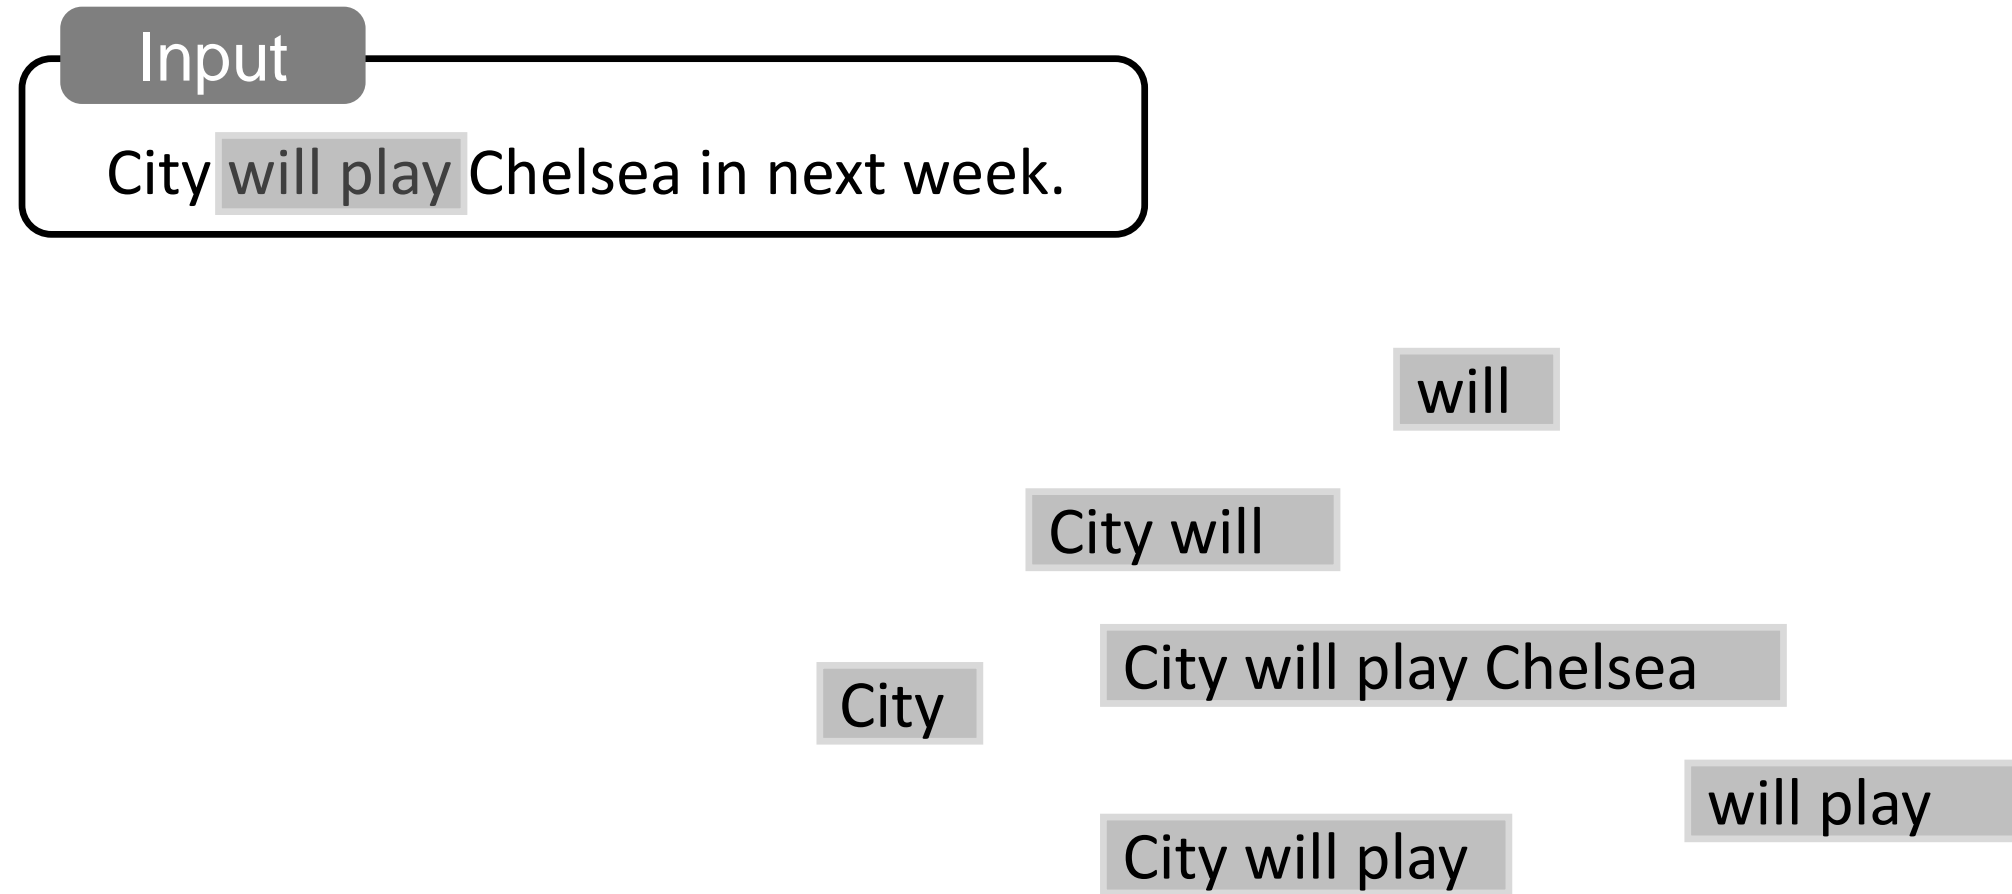 Input
City will play Chelsea in next week.
will
City will
City will play Chelsea
City
will play
City will play